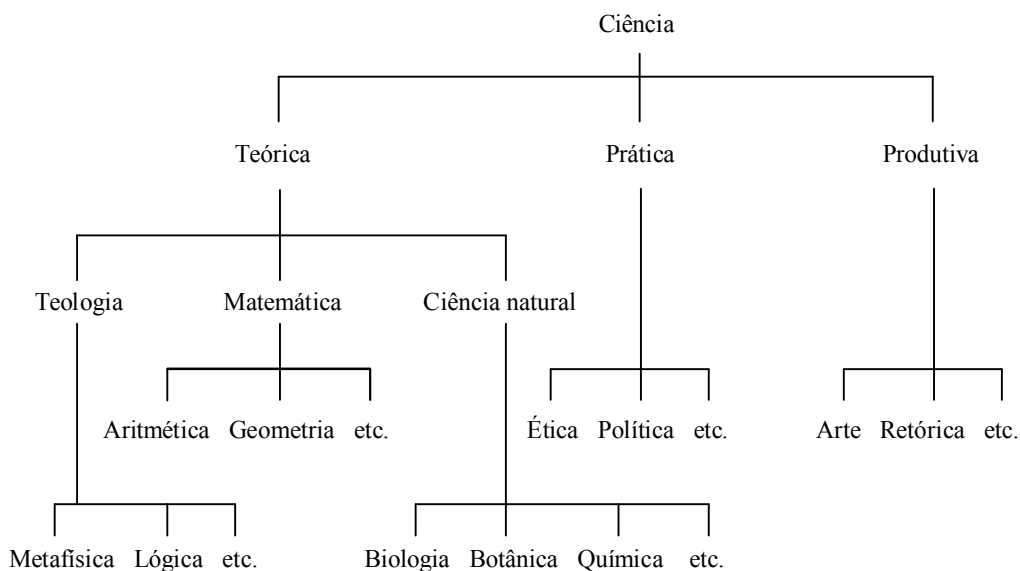 Ciência
Teórica Prática Produtiva
Teologia Matemática Ciência natural
Aritmética Geometria etc. Ética Política etc. Arte Retórica etc.
Metafísica Lógica etc. Biologia Botânica Química etc.